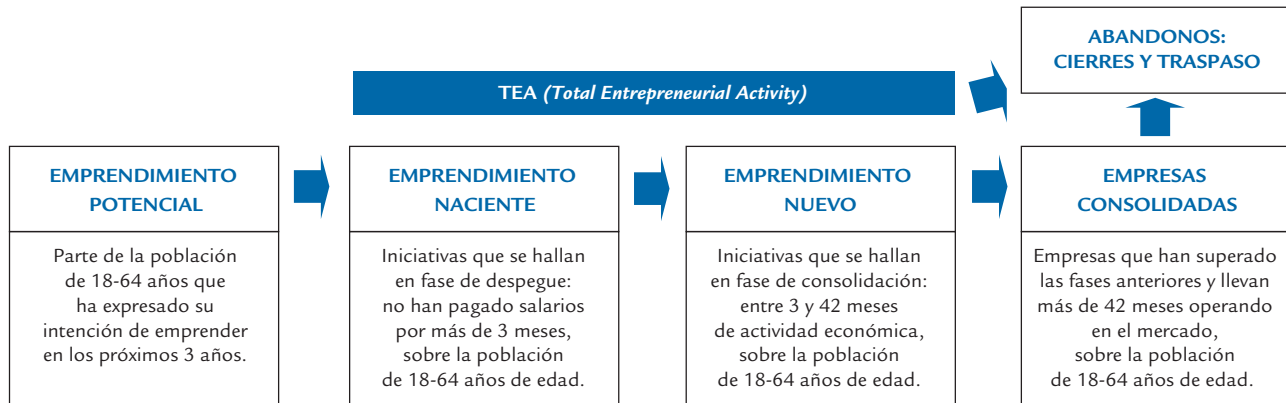 ABANDONOS:
CIERRES Y TRASPASO
TEA (Total Entrepreneurial Activity)
EMPRENDIMIENTO
POTENCIAL
Parte de la población
de 18-64 años que
ha expresado su
intención de emprender
en los próximos 3 años.
EMPRENDIMIENTO
NACIENTE
Iniciativas que se hallan
en fase de despegue:
no han pagado salarios
por más de 3 meses,
sobre la población
de 18-64 años de edad.
EMPRENDIMIENTO
NUEVO
Iniciativas que se hallan
en fase de consolidación:
entre 3 y 42 meses
de actividad económica,
sobre la población
de 18-64 años de edad.
EMPRESAS
CONSOLIDADAS
Empresas que han superado
las fases anteriores y llevan
más de 42 meses operando
en el mercado,
sobre la población
de 18-64 años de edad.